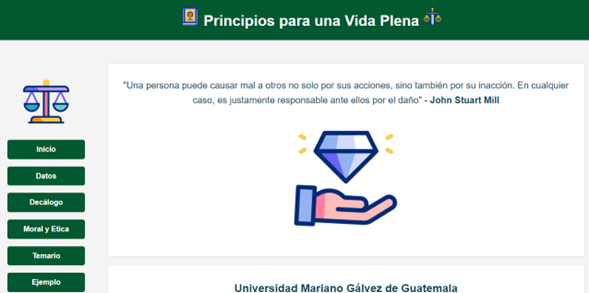 Principios para una Vida Plena
"Una persona puede causar mal a otros no solo por sus acciones, sino también por su inacción. En cualquier
caso, es justamente responsable ante ellos por el daño" - John Stuart Mill
Inicio
Datos
Decálogo
Moral y Etica
Temario
Ejemplo
Universidad Mariano Gálvez de Guatemala